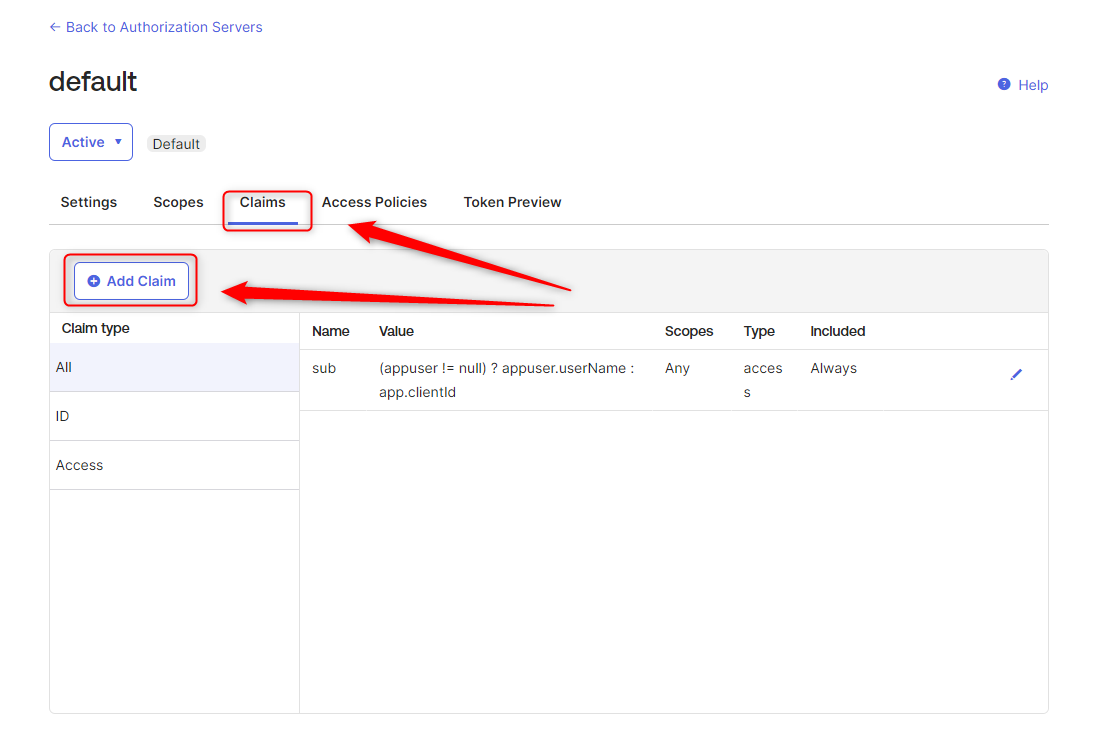 ← Back to Authorization Servers
default
Help
Active
Default
Settings Scopes Claims Access Policies Token Preview
Add Claim
Claim type
All
ID
Access
Name Value Scopes Type Included
sub (appuser != null) ? appuser.userName : Any acces Always
app.clientId s